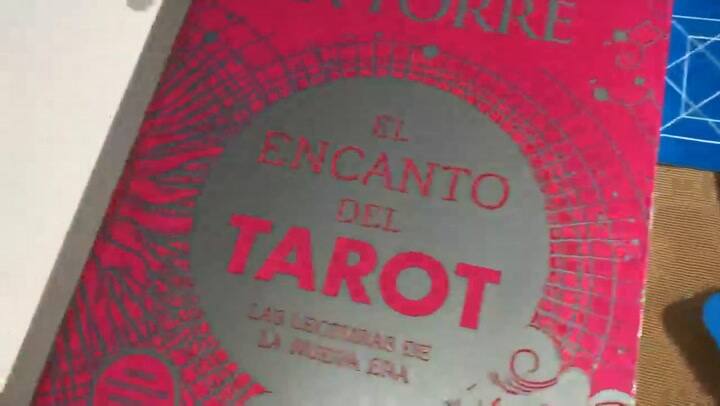 TORRE
EL
ENCANTO
DEL
TAROT
LAS LECTURAS DE
LA NUEVA ERA